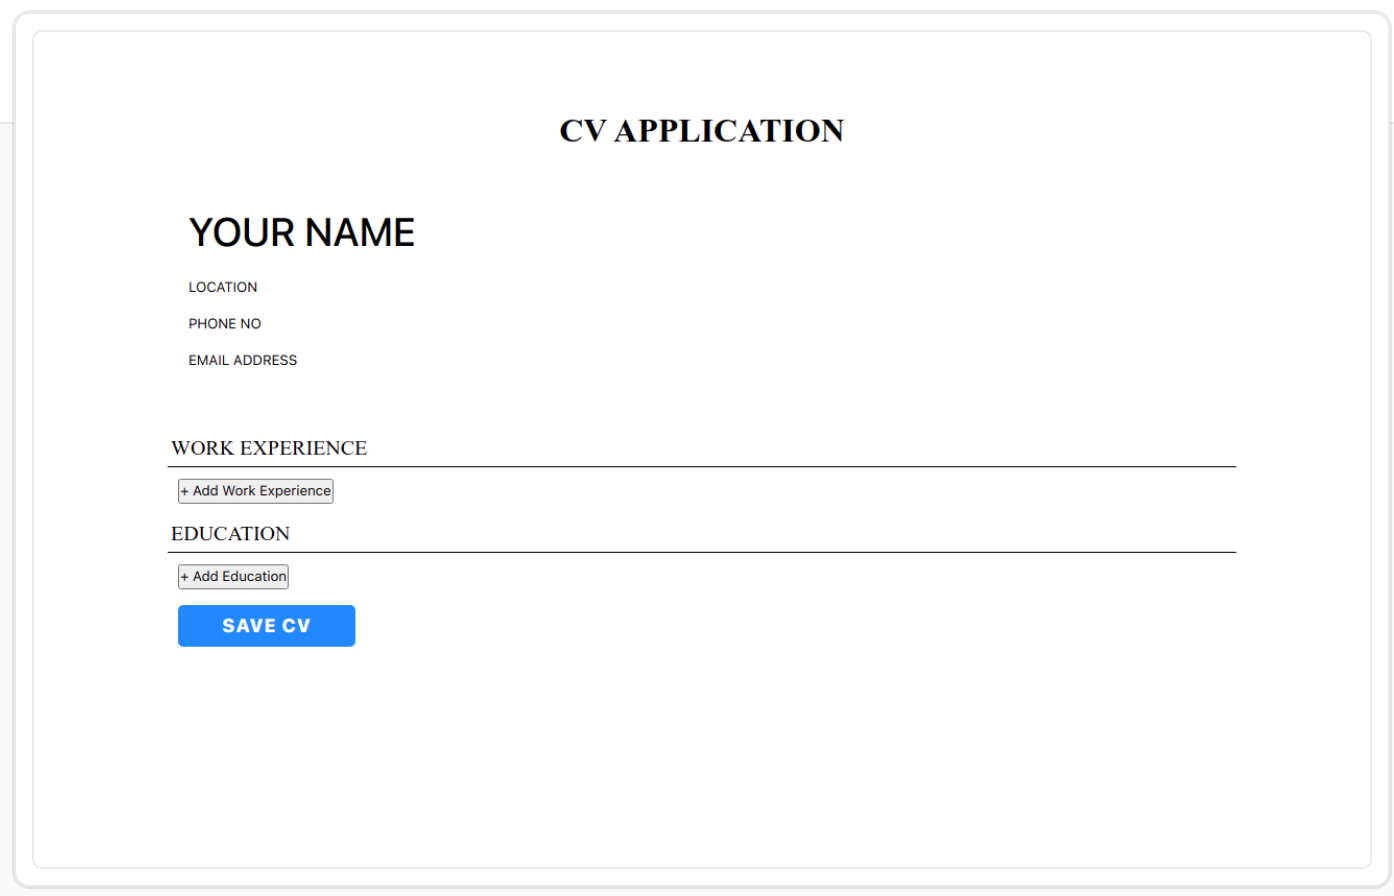 CV APPLICATION
YOUR NAME
LOCATION
PHONE NO
EMAIL ADDRESS
WORK EXPERIENCE
+ Add Work Experience
EDUCATION
+ Add Education
SAVE CV